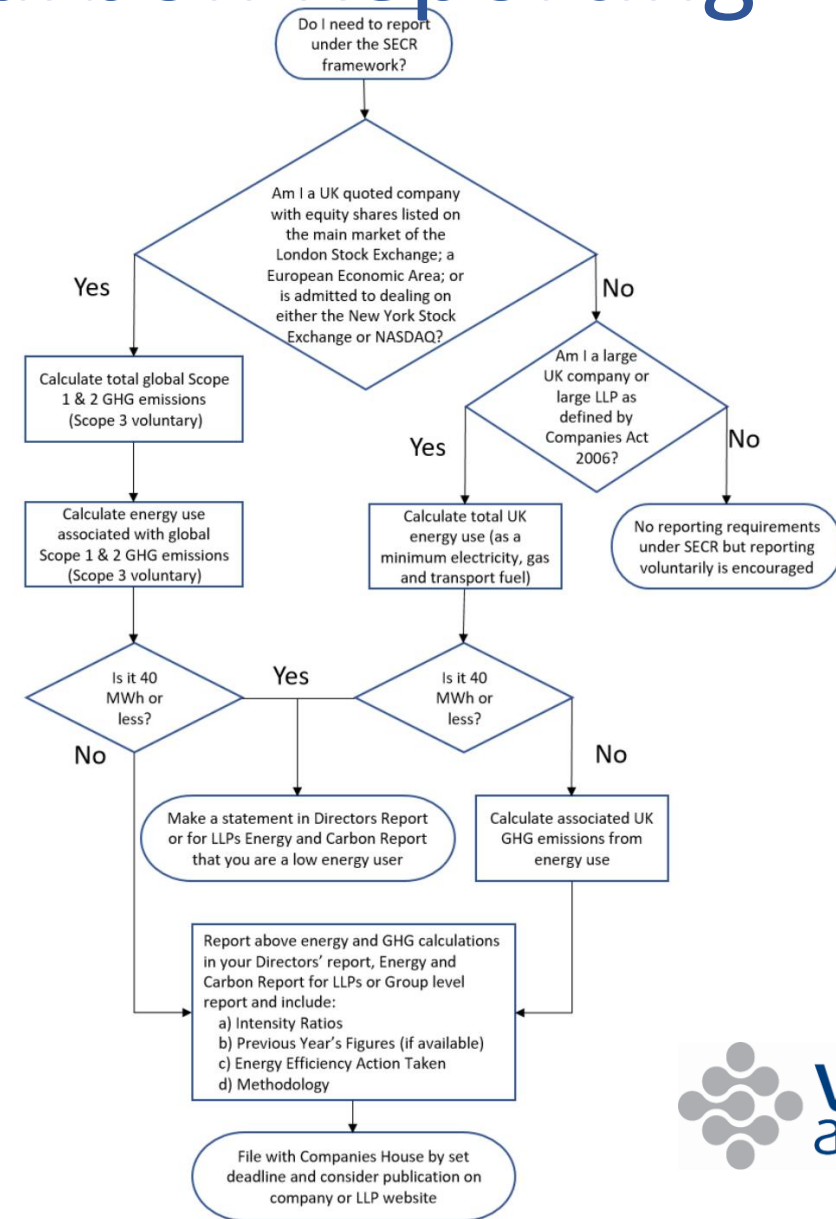 Do I need to report
under the SECR
framework?
Am I a UK quoted company
with equity shares listed on
the main market of the
London Stock Exchange; a
European Economic Area; or
is admitted to dealing on
either the New York Stock
Exchange or NASDAQ?
Yes
No
Calculate total global Scope
1 & 2 GHG emissions
(Scope 3 voluntary)
Am I a large
UK company or
large LLP as
defined by
Companies Act
2006?
Yes
No
Calculate energy use
associated with global
Scope 1 & 2 GHG emissions
(Scope 3 voluntary)
Calculate total UK
energy use (as a
minimum electricity, gas
and transport fuel)
No reporting requirements
under SECR but reporting
voluntarily is encouraged
Is it 40
MWh or
less?
Yes
Is it 40
MWh or
less?
No
No
Make a statement in Directors Report
or for LLPs Energy and Carbon Report
that you are a low energy user
Calculate associated UK
GHG emissions from
energy use
Report above energy and GHG calculations
in your Directors' report, Energy and
Carbon Report for LLPs or Group level
report and include:
a) Intensity Ratios
b) Previous Year's Figures (if available)
c) Energy Efficiency Action Taken
d) Methodology
File with Companies House by set
deadline and consider publication on
company or LLP website